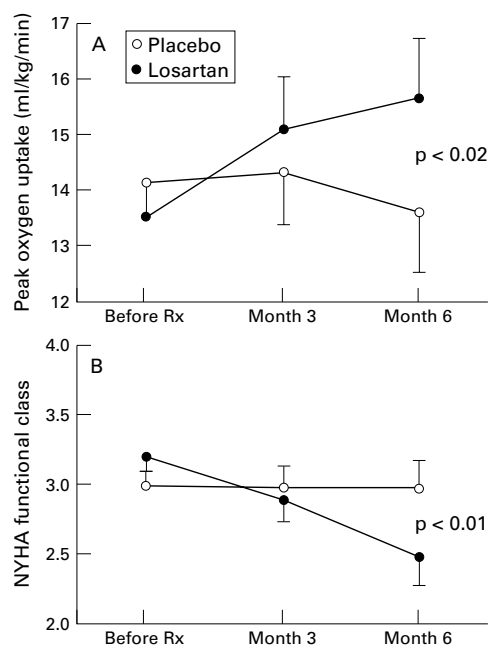 A
Placebo
Losartan
Peak oxygen uptake (ml/kg/min)
17
16
15
14
13
12
p < 0.02
Before Rx
Month 3
Month 6
B
NYHA functional class
4.0
3.5
3.0
2.5
2.0
p < 0.01
Before Rx
Month 3
Month 6